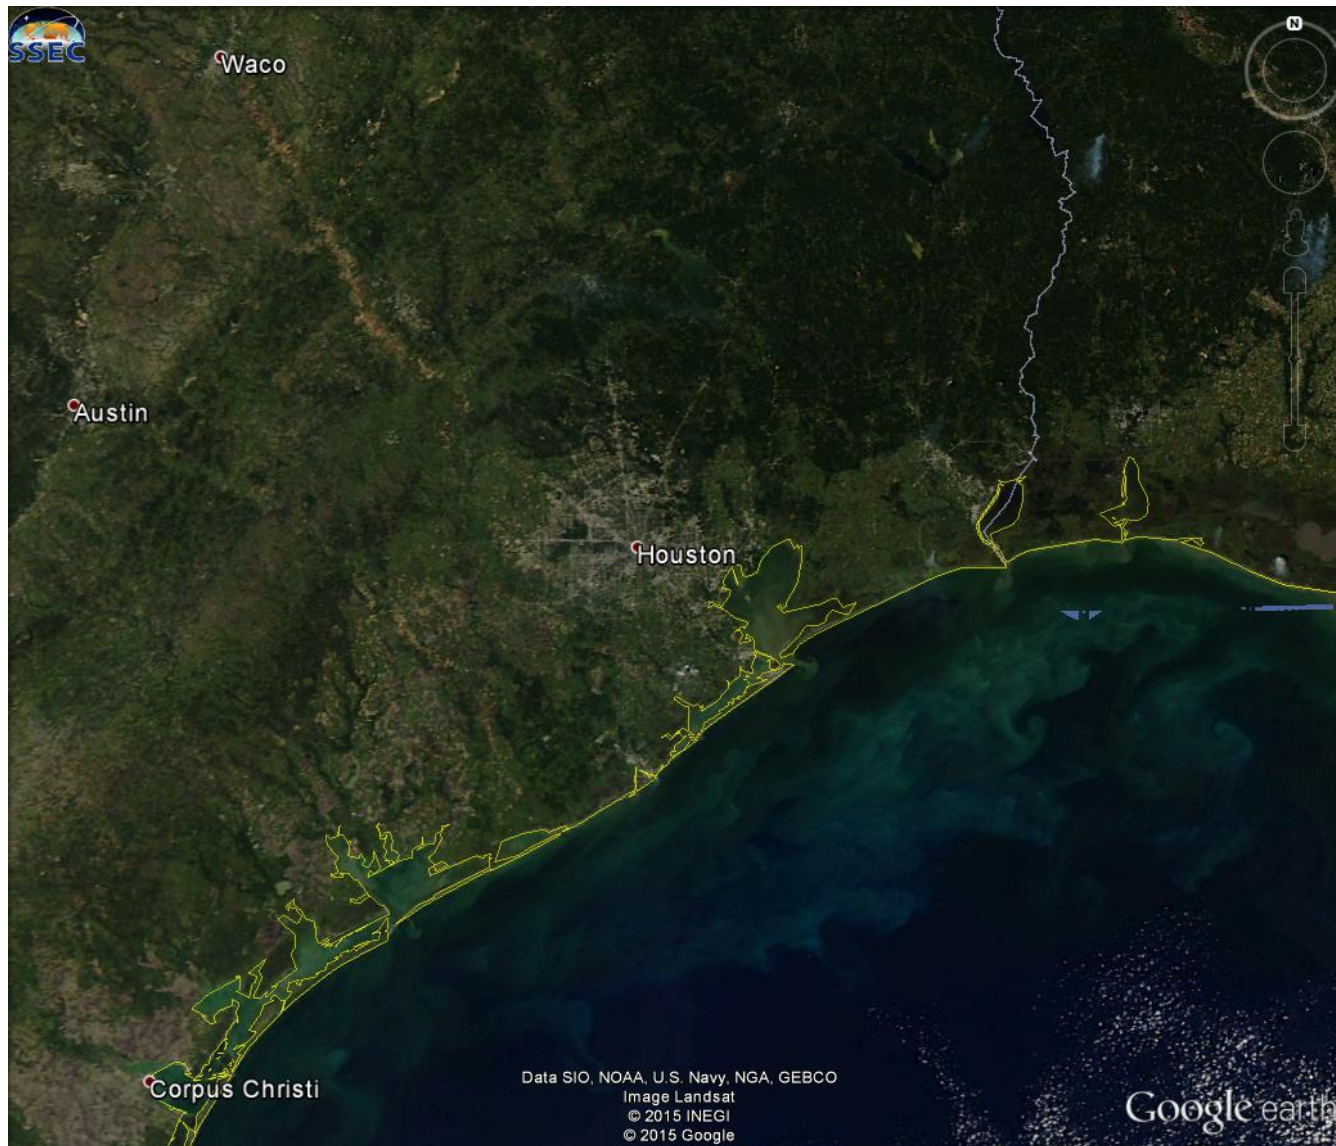 SSEC
N
Waco
Austin
Houston
Corpus Christi
Data SIO, NOAA, U.S. Navy, NGA, GEBCO
Image Landsat
© 2015 INEGI
© 2015 Google
Google earth